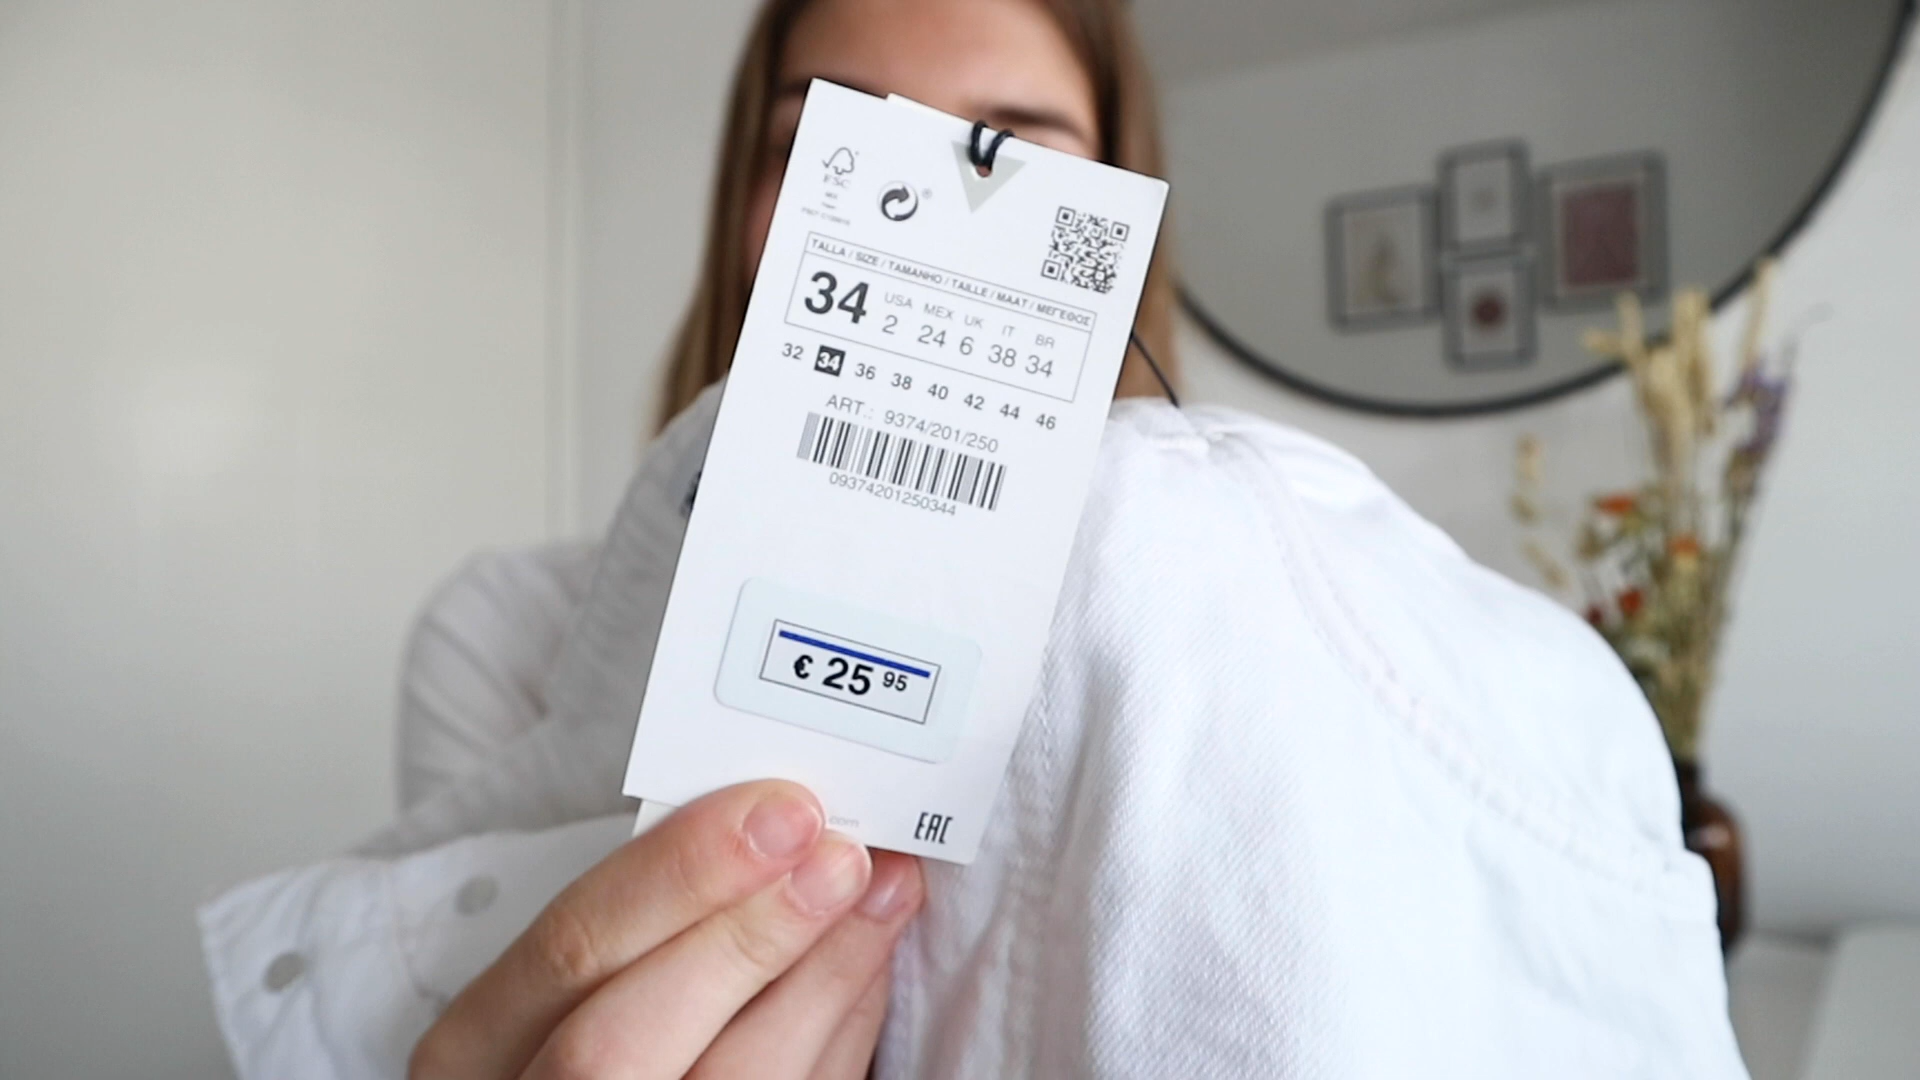 FSC
®
TALLA / SIZE / TAMANHO / TAILLE / MAAT / ΜΕΓΕΘΟΣ
34 USA 2 MEX 24 UK 6 IT 38 BR 34
32 34 36 38 40 42 44 46
ART.: 9374/201/250
09374201250344
€ 25 95
.com
EAC